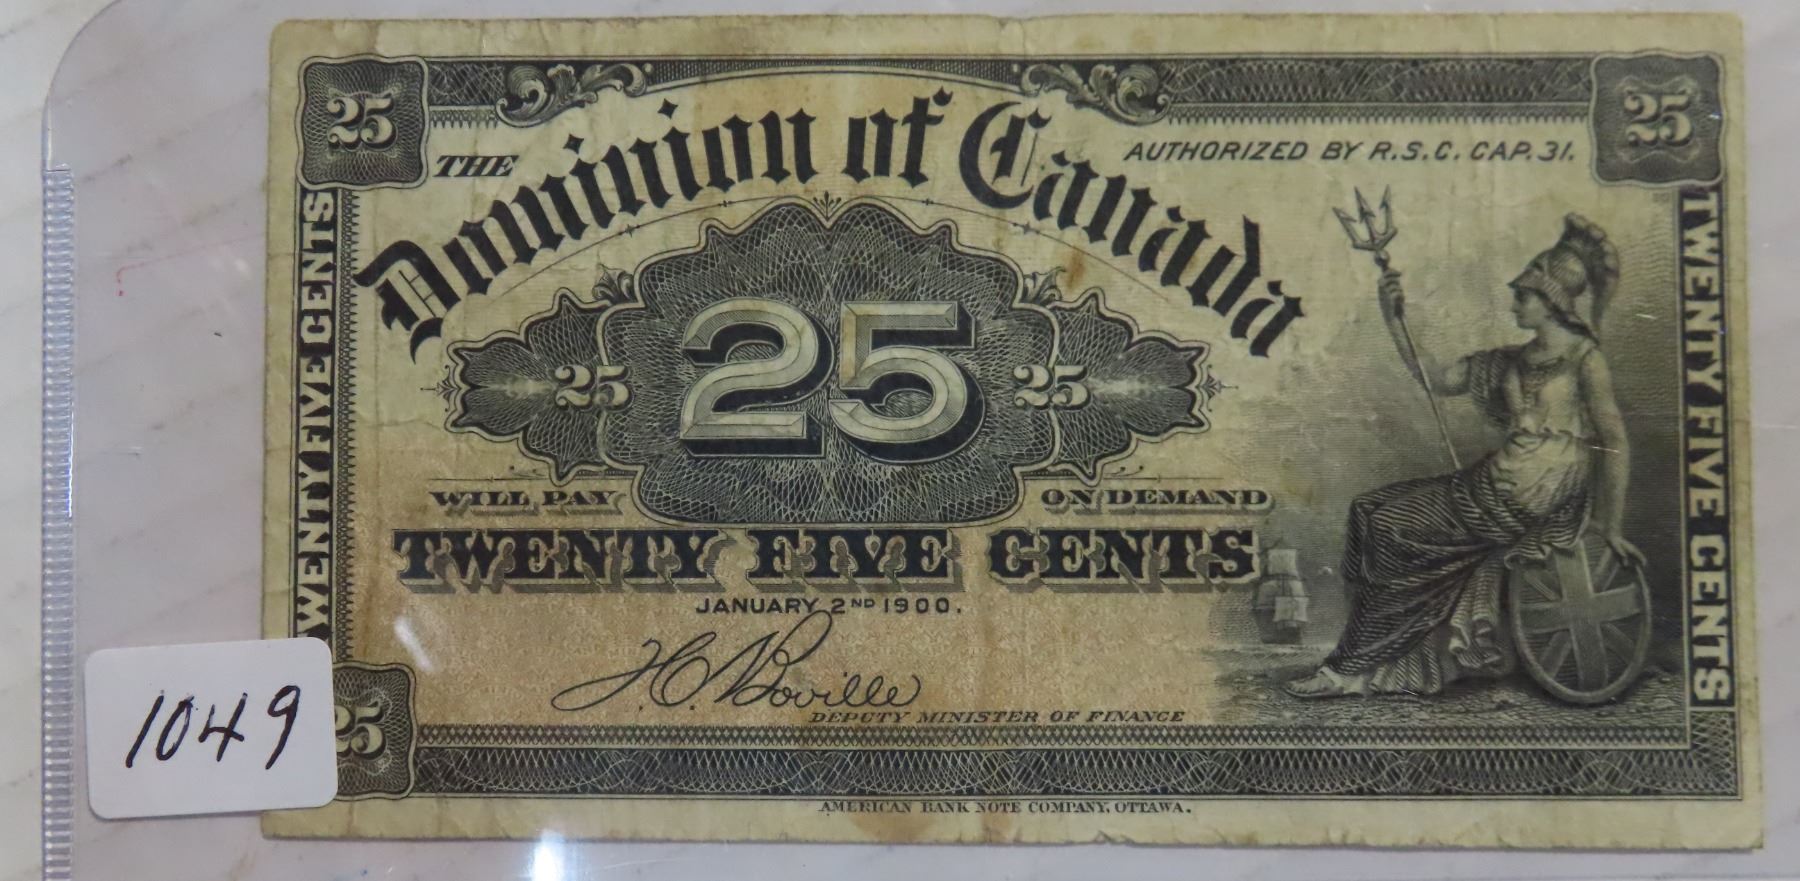 25 25
THE Dominion of Canada
AUTHORIZED BY R.S.C. CAP. 31.
TWENTY FIVE CENTS
25 25 25
TWENTY FIVE CENTS
WILL PAY ON DEMAND
TWENTY FIVE CENTS
JANUARY 2ND 1900.
H.C. Boville
DEPUTY MINISTER OF FINANCE
25
1049
AMERICAN BANK NOTE COMPANY, OTTAWA.